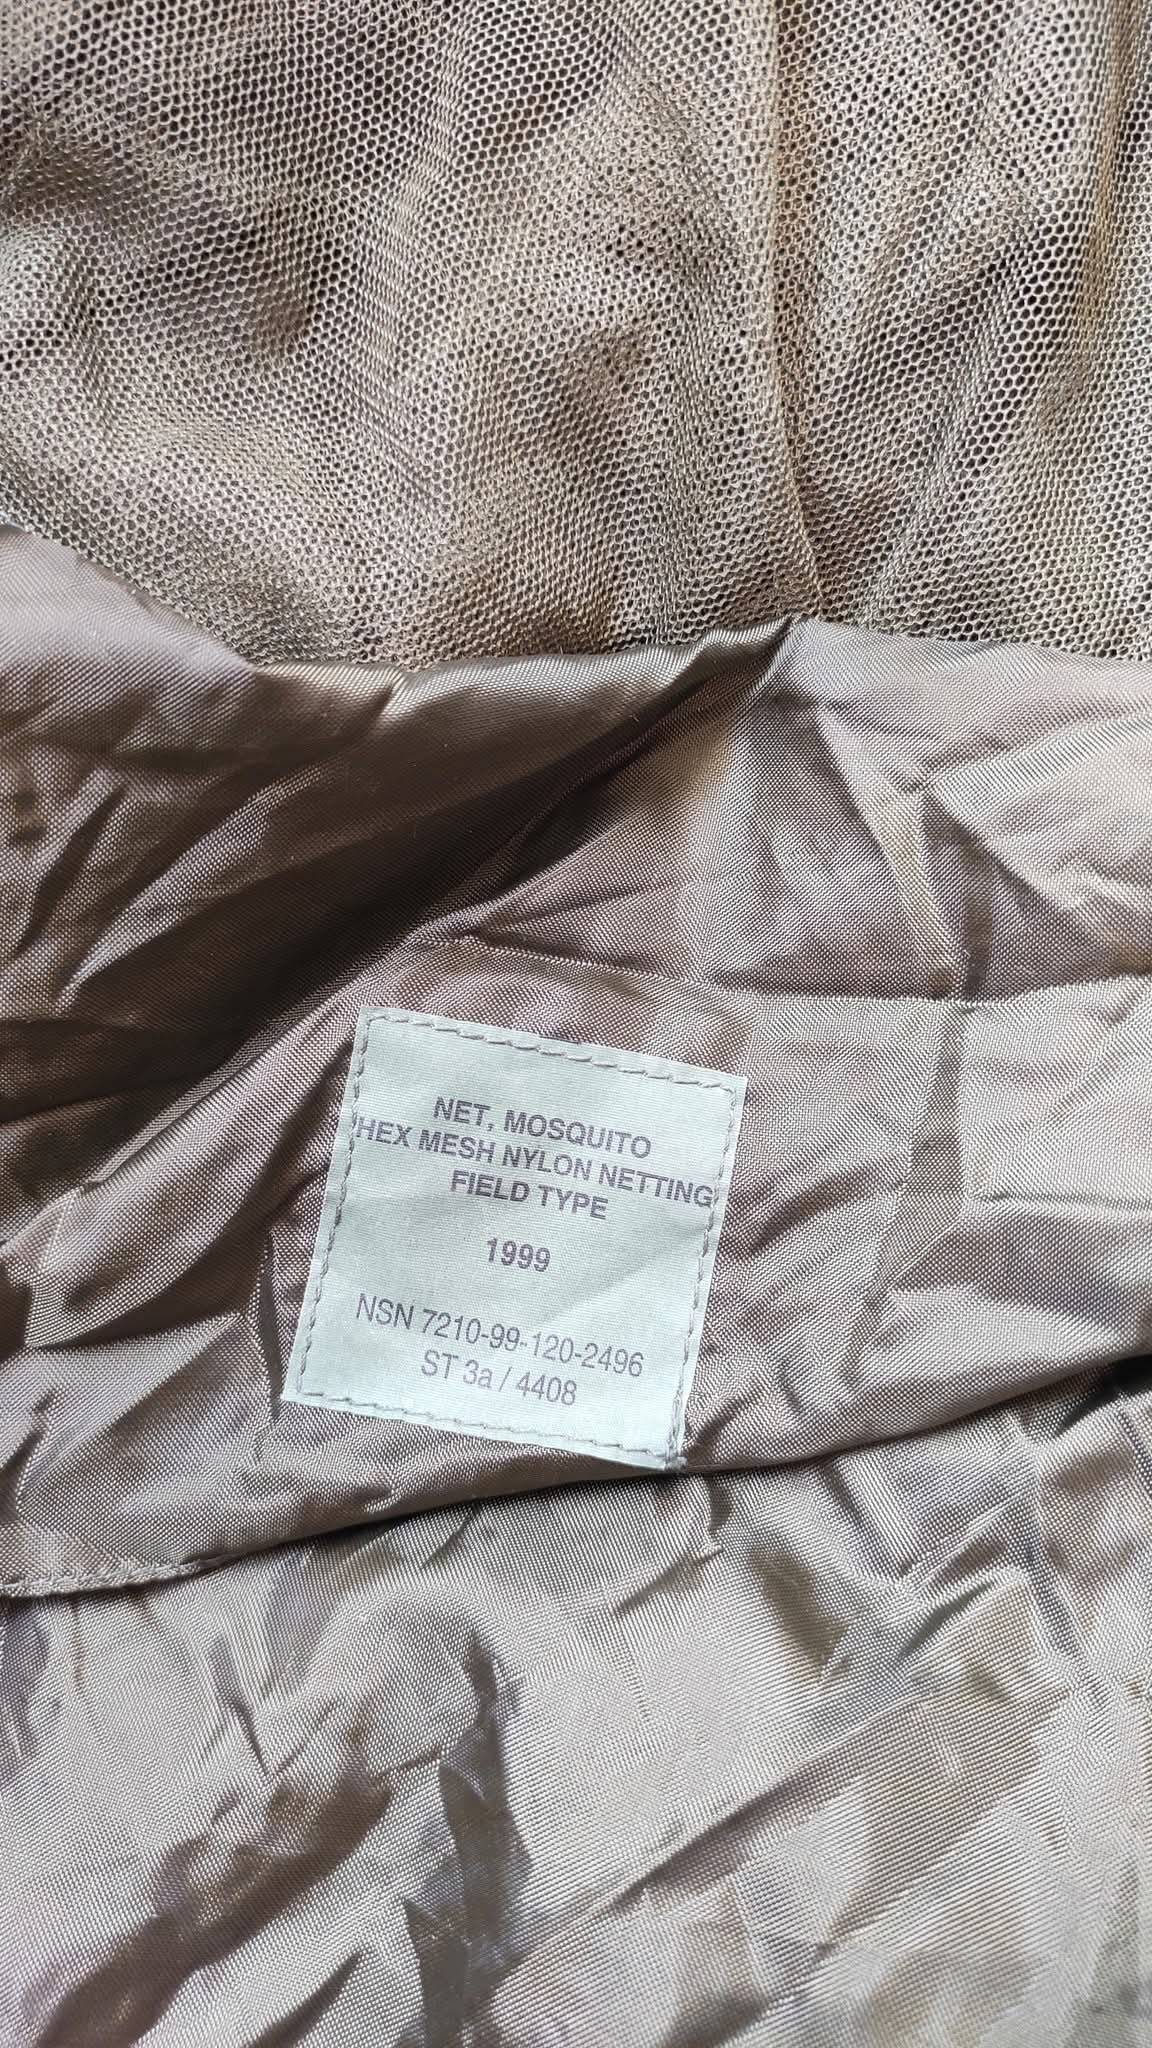 NET, MOSQUITO
HEX MESH NYLON NETTING
FIELD TYPE
1999
NSN 7210-99-120-2496
ST 3a / 4408